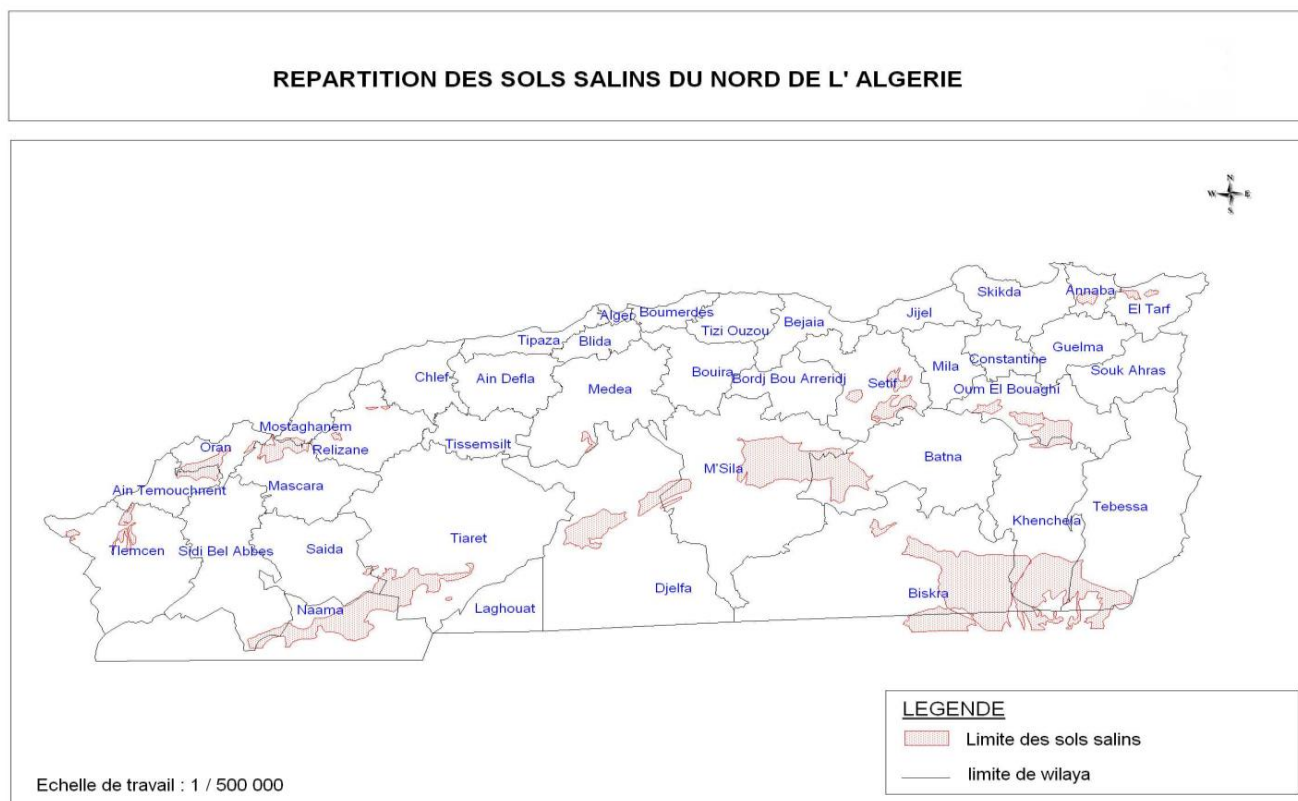 REPARTITION DES SOLS SALINS DU NORD DE L' ALGERIE
N
W E
S
Skikda
Annaba
El Tarf
Alger
Boumerdes
Tizi Ouzou
Bejaia
Jijel
Tipaza
Blida
Mila
Constantine
Guelma
Souk Ahras
Chlef
Ain Defla
Medea
Bouira
Bordj Bou Arreridj
Setif
Oum El Bouaghi
Mostaghanem
Oran
Relizane
Tissemsilt
M'Sila
Batna
Ain Temouchnent
Mascara
Tebessa
Khenchela
Tlemcen
Sidi Bel Abbes
Saida
Tiaret
Djelfa
Biskra
Naama
Laghouat
LEGENDE
Limite des sols salins
limite de wilaya
Echelle de travail : 1 / 500 000